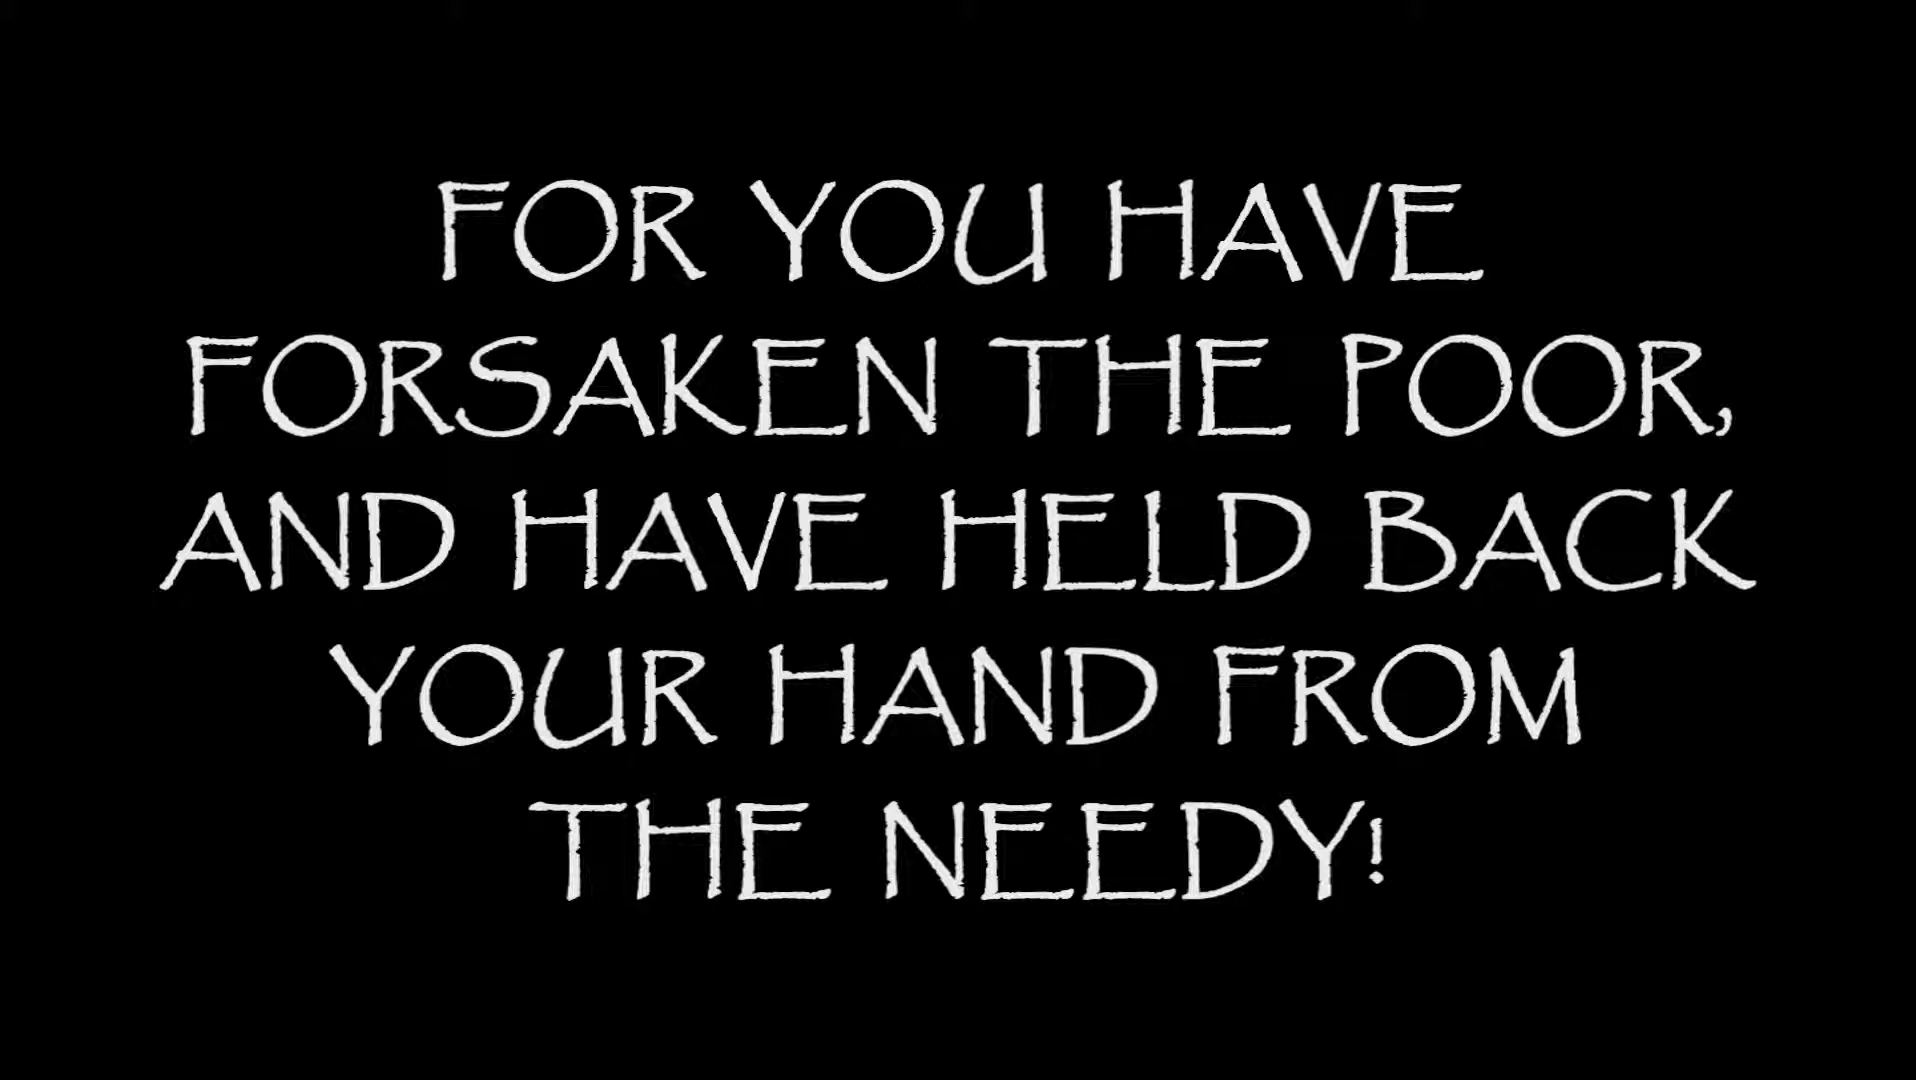 FOR YOU HAVE
FORSAKEN THE POOR,
AND HAVE HELD BACK
YOUR HAND FROM
THE NEEDY!